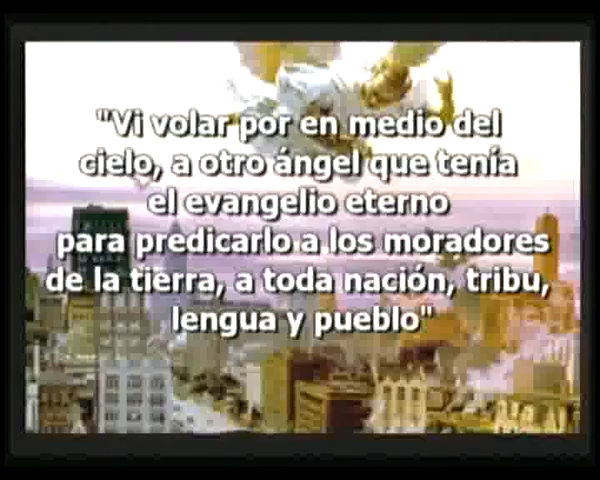 "Vi volar por en medio del
cielo, a otro ángel que tenía
el evangelio eterno
para predicarlo a los moradores
de la tierra, a toda nación, tribu,
lengua y pueblo"